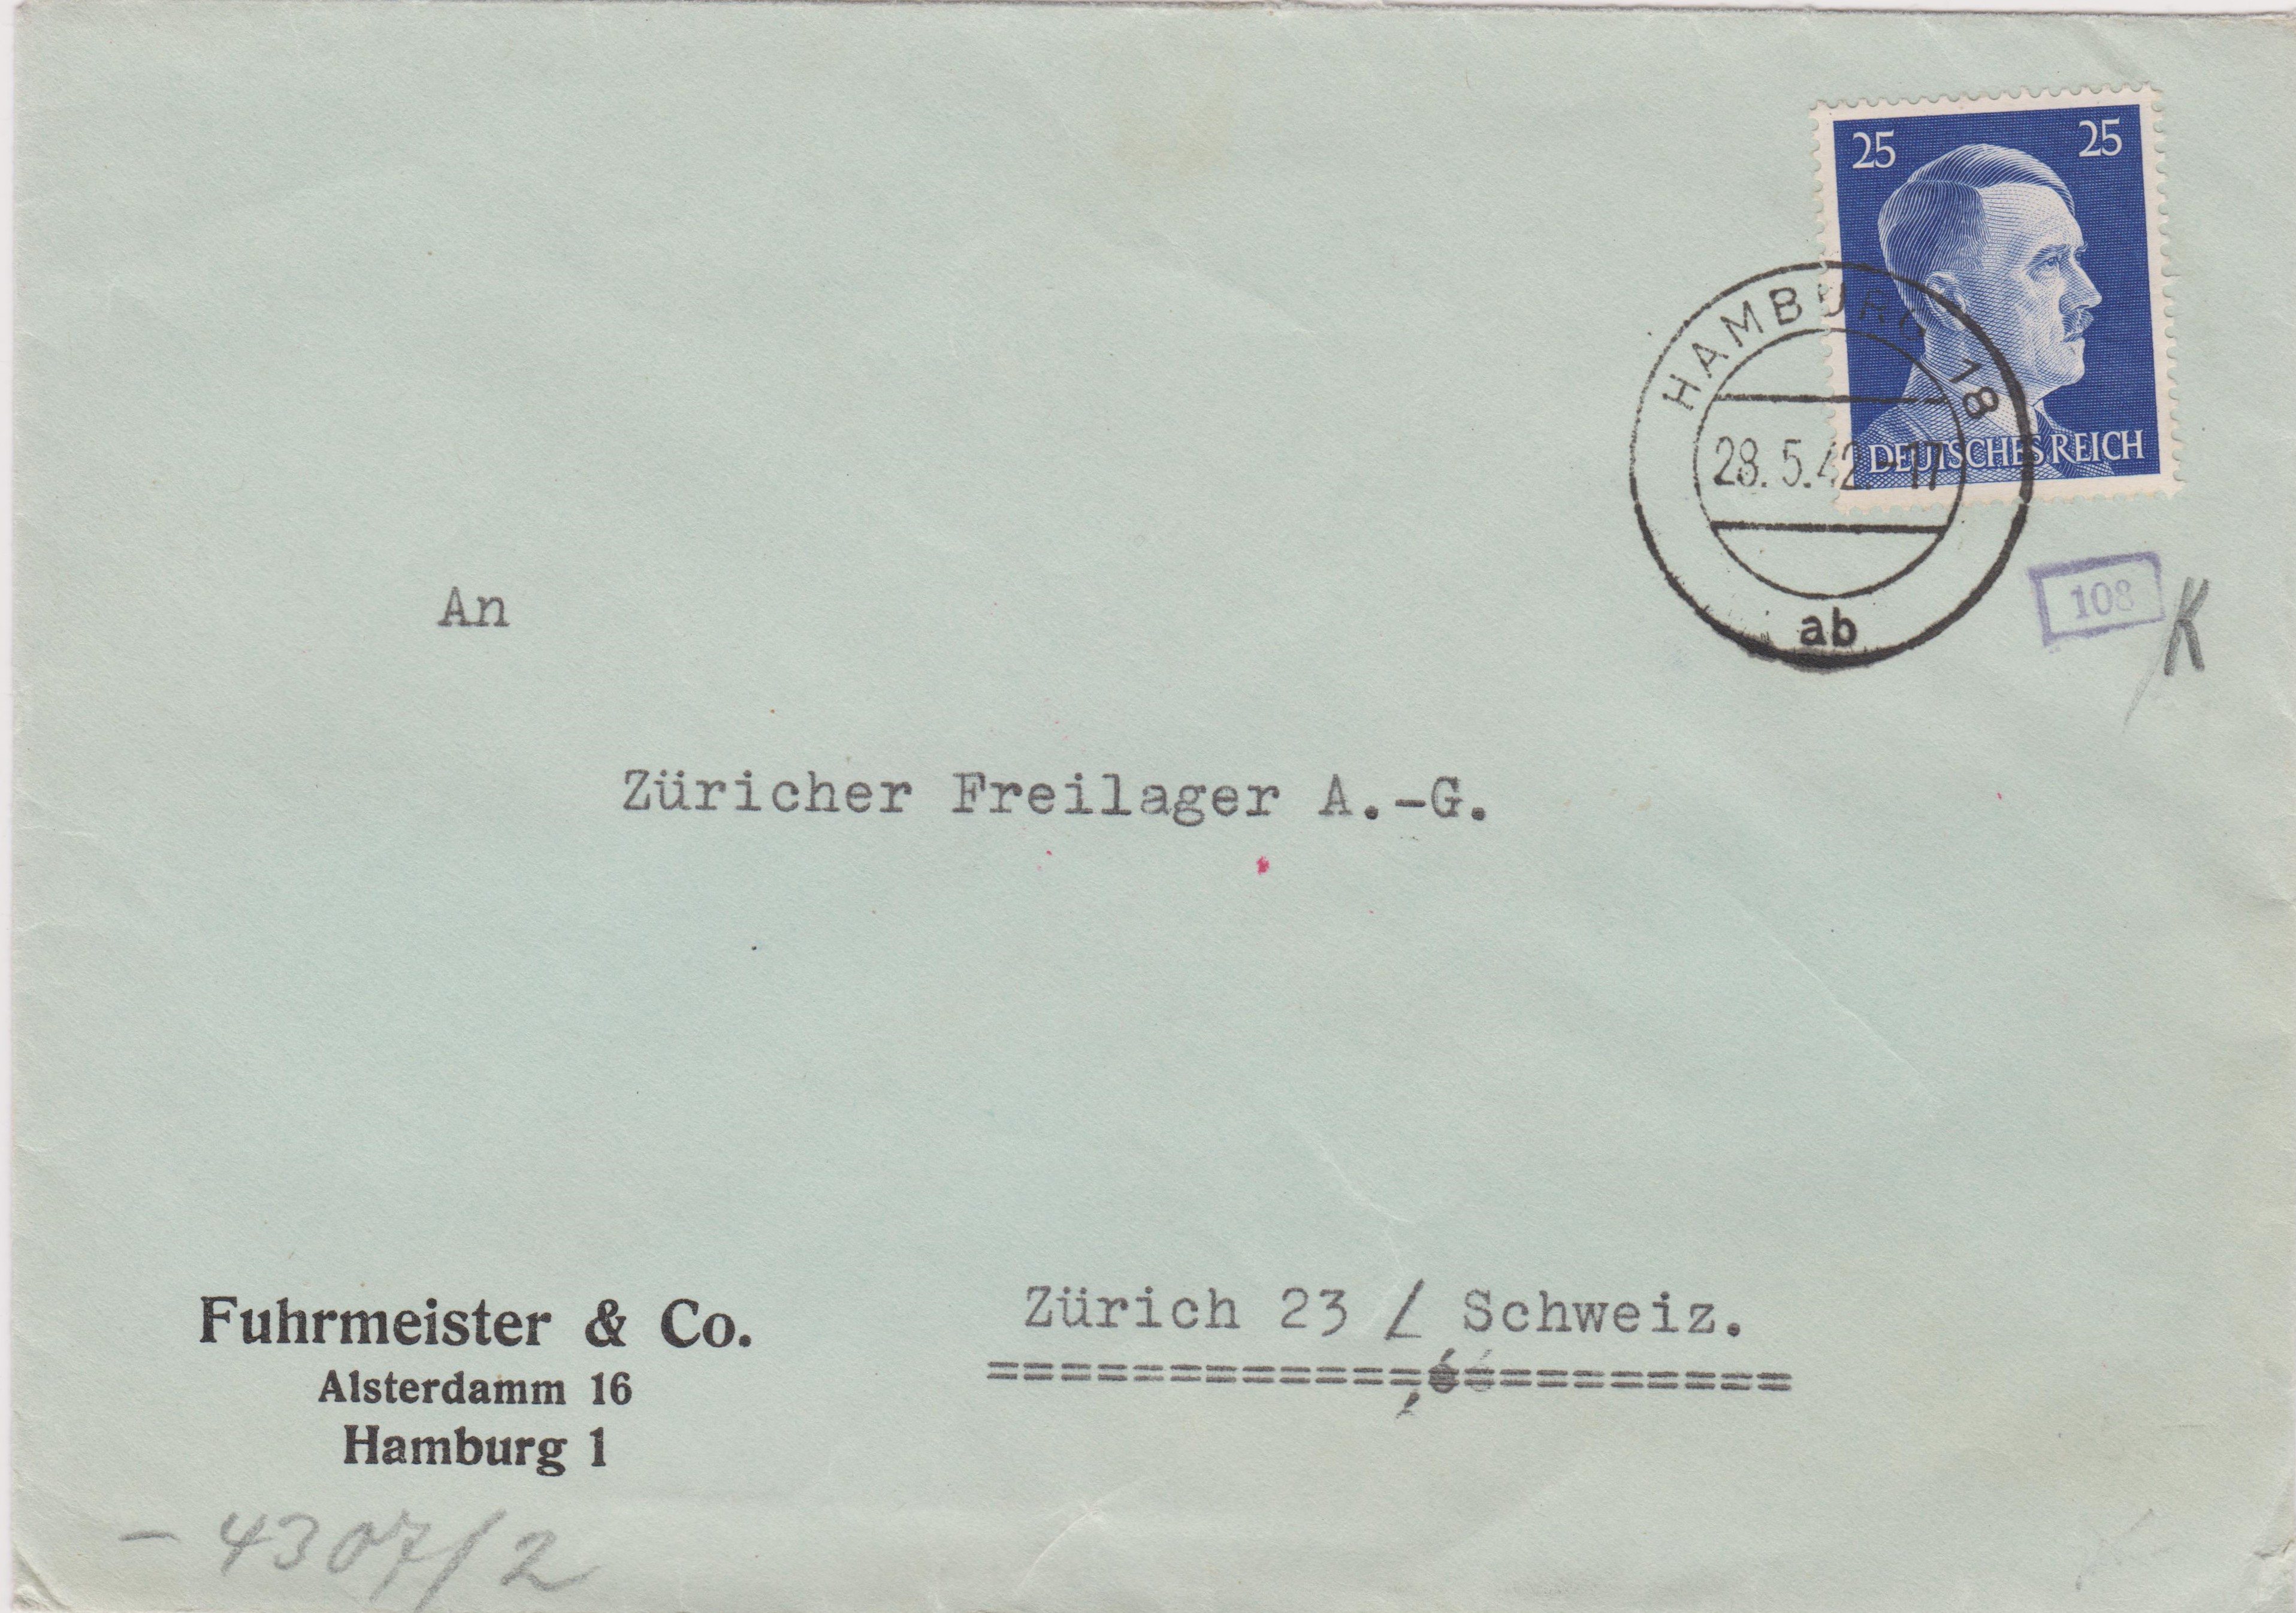 25 25
DEUTSCHES REICH
HAMBURG 18
28.5.42.-17
ab
108
K
An
Züricher Freilager A.-G.
Zürich 23 / Schweiz.
Fuhrmeister & Co.
Alsterdamm 16
Hamburg 1
- 4307/2